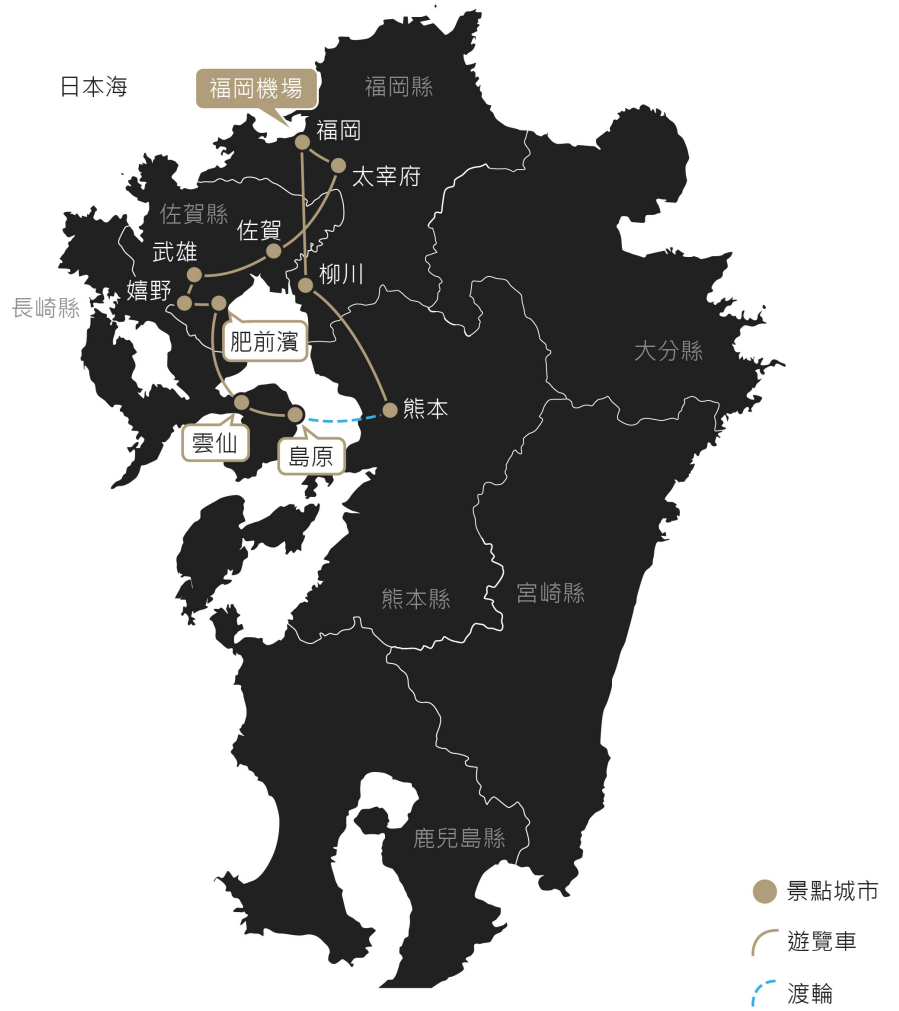 日本海
福岡機場
福岡縣
福岡
太宰府
佐賀縣
佐賀
武雄
柳川
嬉野
長崎縣
肥前濱
大分縣
熊本
雲仙
島原
熊本縣
宮崎縣
鹿兒島縣
景點城市
遊覽車
渡輪